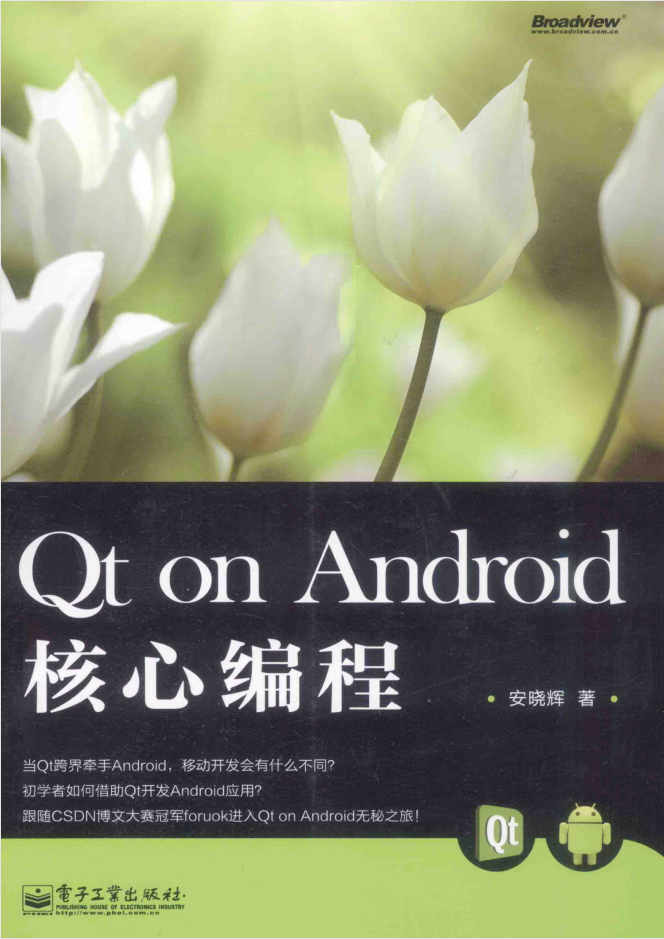 Broadview®
www.broadview.com.cn
Qt on Android
核心编程
• 安晓辉 著 •
当Qt跨界牵手Android，移动开发会有什么不同？
初学者如何借助Qt开发Android应用？
跟随CSDN博文大赛冠军foruok进入Qt on Android无秘之旅！
Qt
電子工業出版社·
PUBLISHING HOUSE OF ELECTRONICS INDUSTRY
http://www.phei.com.cn